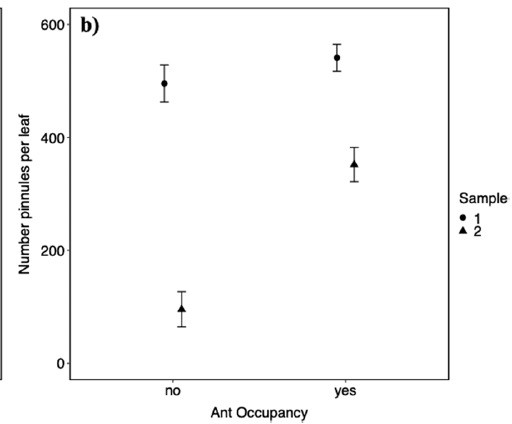 b)
600
400
200
0
Number pinnules per leaf
no
yes
Ant Occupancy
Sample
1
2